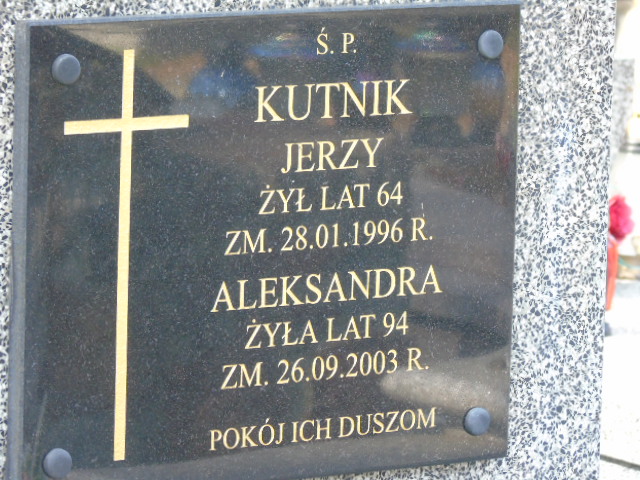 Ś. P.
KUTNIK
JERZY
ŻYŁ LAT 64
ZM. 28.01.1996 R.
ALEKSANDRA
ŻYŁA LAT 94
ZM. 26.09.2003 R.
POKÓJ ICH DUSZOM